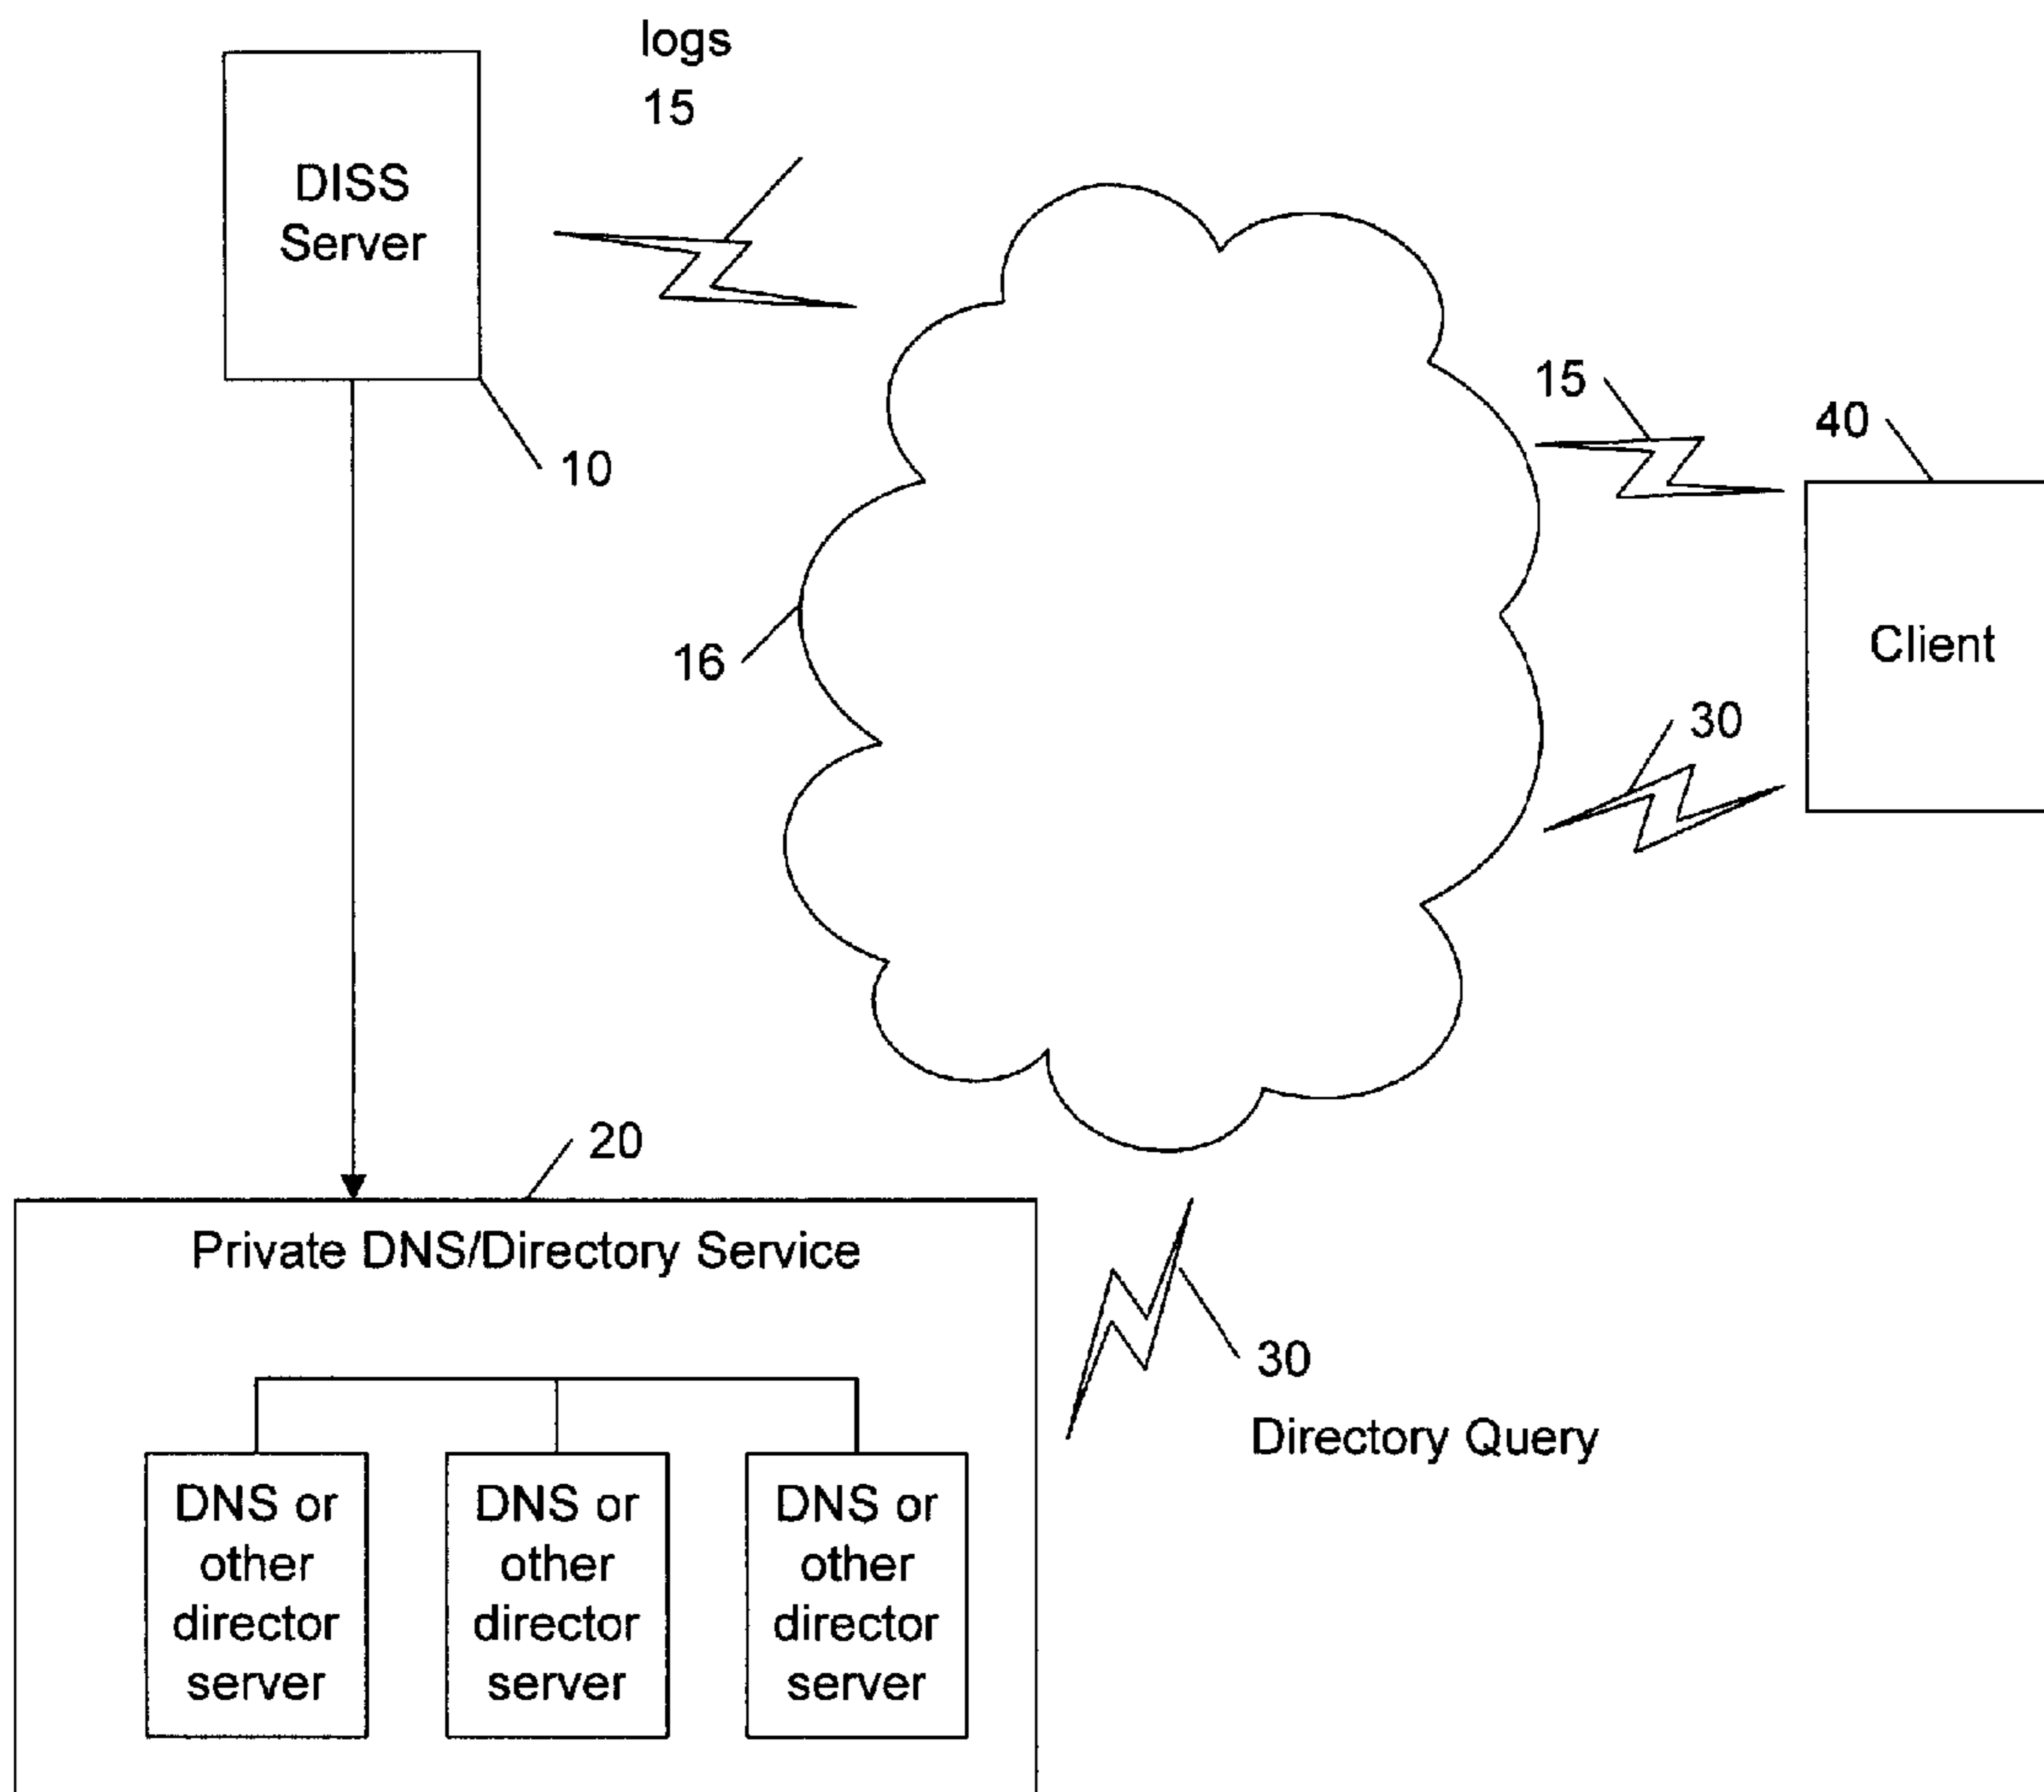 logs
15
DISS
Server
10
15
40
16
Client
30
20
Private DNS/Directory Service
30
Directory Query
DNS or
other
director
server
DNS or
other
director
server
DNS or
other
director
server